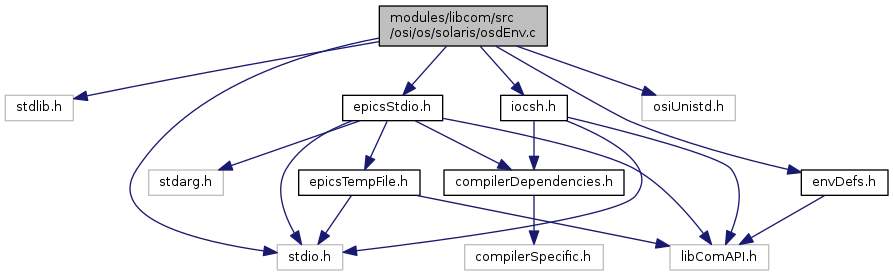 modules/libcom/src
/osi/os/solaris/osdEnv.c
stdlib.h
epicsStdio.h
iocsh.h
osiUnistd.h
stdarg.h
epicsTempFile.h
compilerDependencies.h
envDefs.h
stdio.h
compilerSpecific.h
libComAPI.h